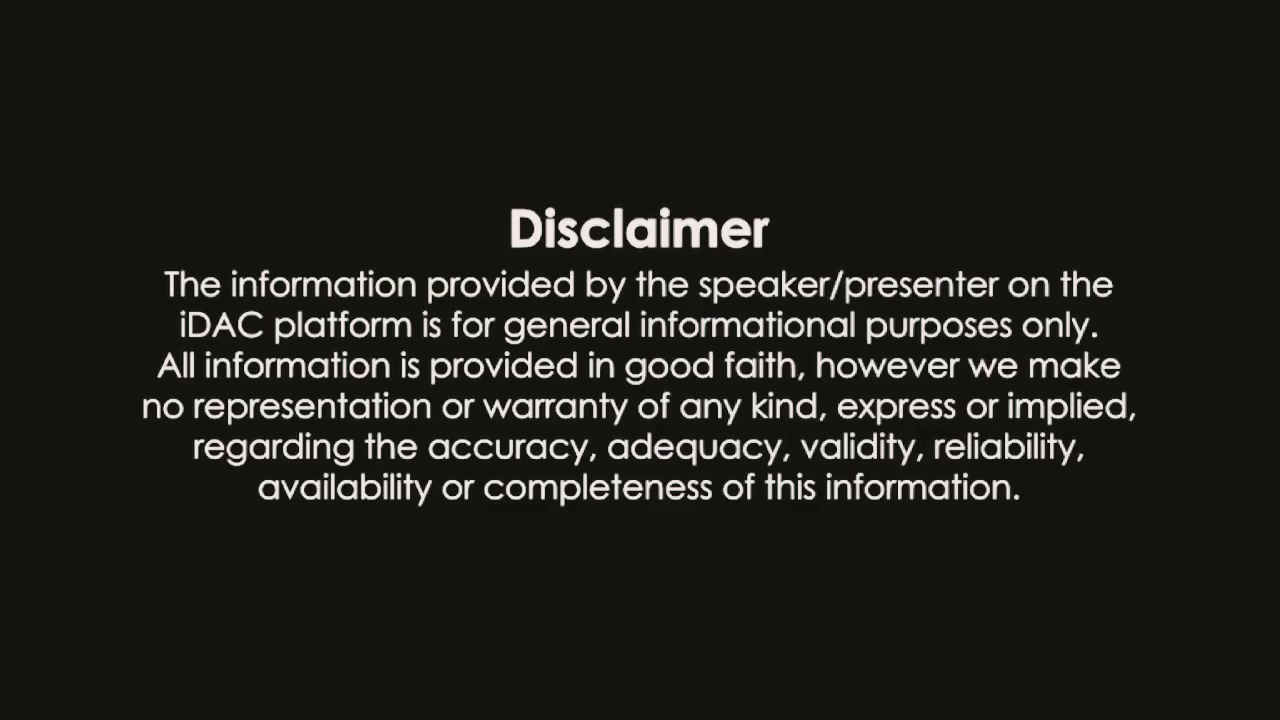 Disclaimer
The information provided by the speaker/presenter on the
iDAC platform is for general informational purposes only.
All information is provided in good faith, however we make
no representation or warranty of any kind, express or implied,
regarding the accuracy, adequacy, validity, reliability,
availability or completeness of this information.